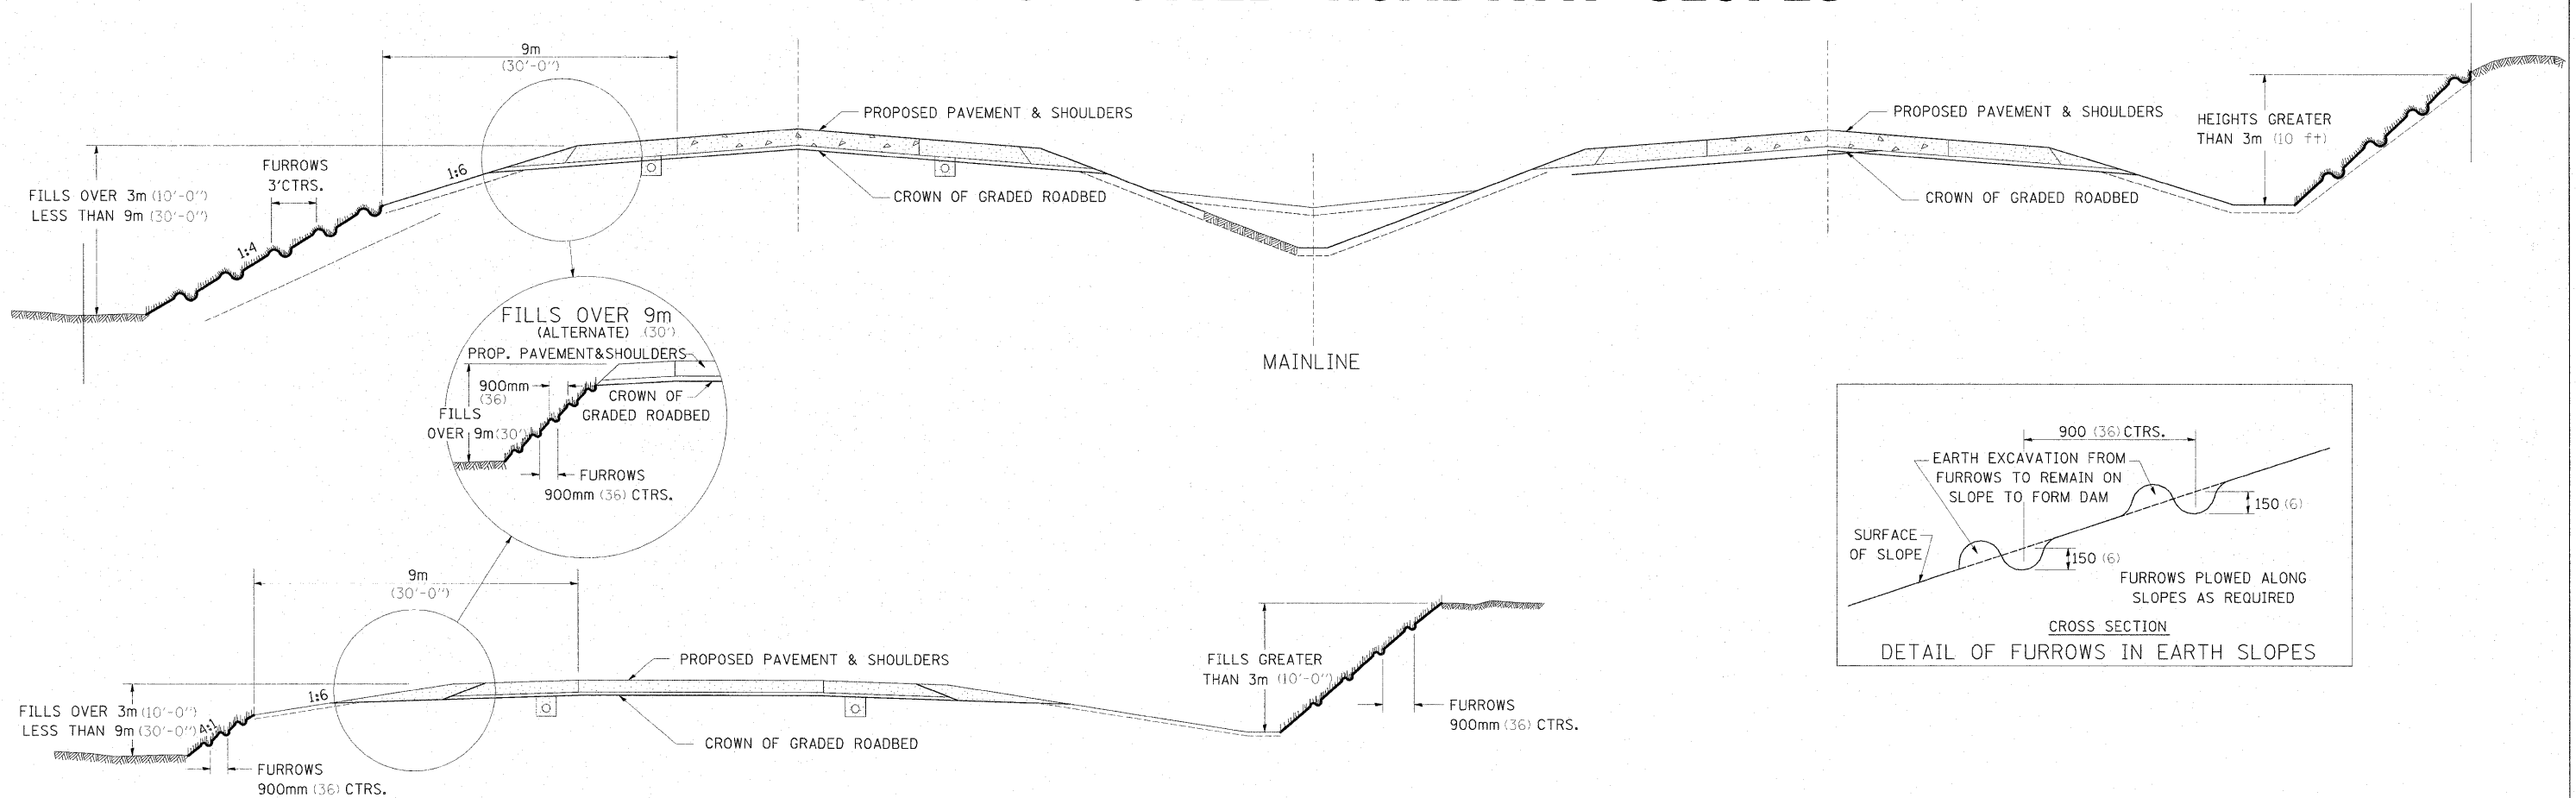 9m
(30'-0")
PROPOSED PAVEMENT & SHOULDERS
PROPOSED PAVEMENT & SHOULDERS
HEIGHTS GREATER
THAN 3m (10 ft)
FURROWS
3'CTRS.
1:6
FILLS OVER 3m (10'-0")
LESS THAN 9m (30'-0")
CROWN OF GRADED ROADBED
CROWN OF GRADED ROADBED
1:4
FILLS OVER 9m
(ALTERNATE) (30')
PROP. PAVEMENT&SHOULDERS
900mm
(36)
CROWN OF
GRADED ROADBED
FILLS
OVER 9m(30')
FURROWS
900mm (36) CTRS.
MAINLINE
900 (36) CTRS.
EARTH EXCAVATION FROM
FURROWS TO REMAIN ON
SLOPE TO FORM DAM
150 (6)
SURFACE
OF SLOPE
150 (6)
FURROWS PLOWED ALONG
SLOPES AS REQUIRED
CROSS SECTION
DETAIL OF FURROWS IN EARTH SLOPES
9m
(30'-0")
PROPOSED PAVEMENT & SHOULDERS
FILLS GREATER
THAN 3m (10'-0")
1:6
FILLS OVER 3m (10'-0")
LESS THAN 9m (30'-0")
4:1
FURROWS
900mm (36) CTRS.
CROWN OF GRADED ROADBED
FURROWS
900mm (36) CTRS.